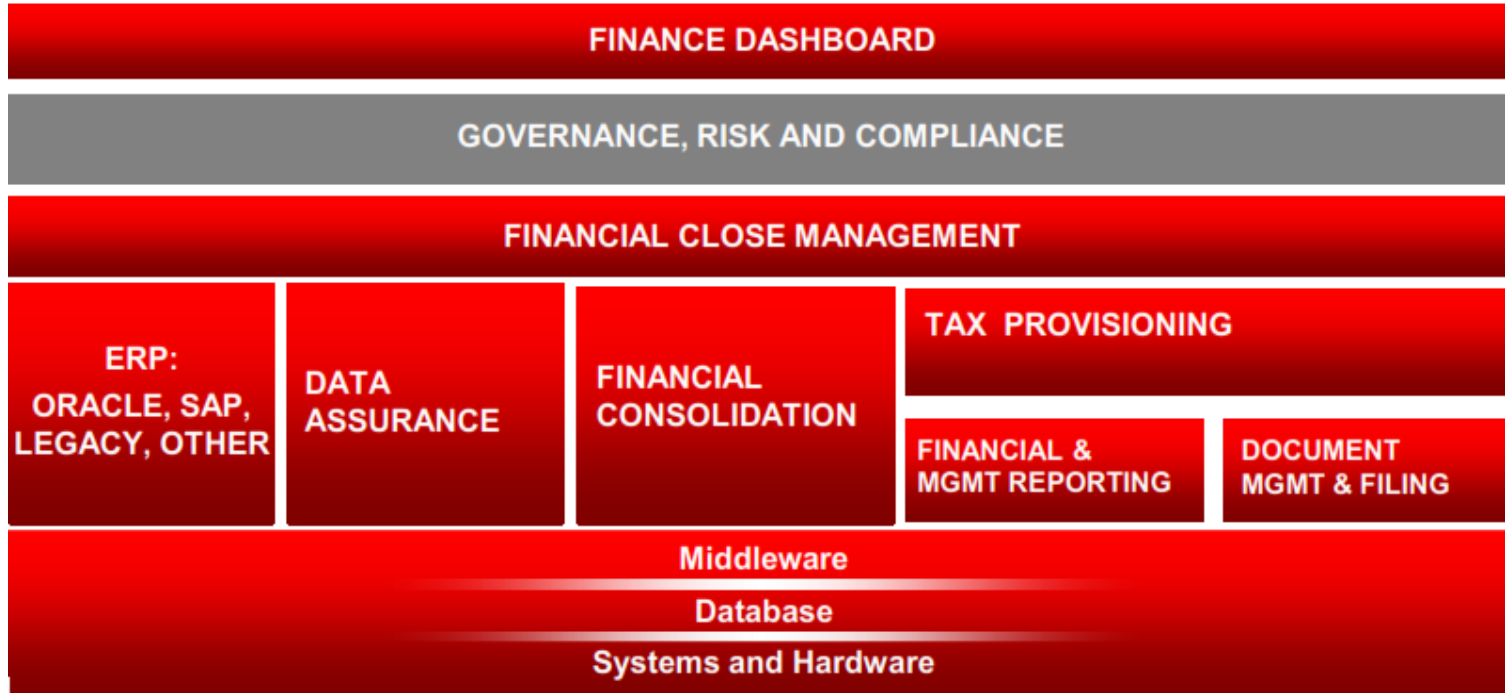 FINANCE DASHBOARD
GOVERNANCE, RISK AND COMPLIANCE
FINANCIAL CLOSE MANAGEMENT
ERP:
ORACLE, SAP,
LEGACY, OTHER
DATA
ASSURANCE
FINANCIAL
CONSOLIDATION
TAX PROVISIONING
FINANCIAL &
MGMT REPORTING
DOCUMENT
MGMT & FILING
Middleware
Database
Systems and Hardware